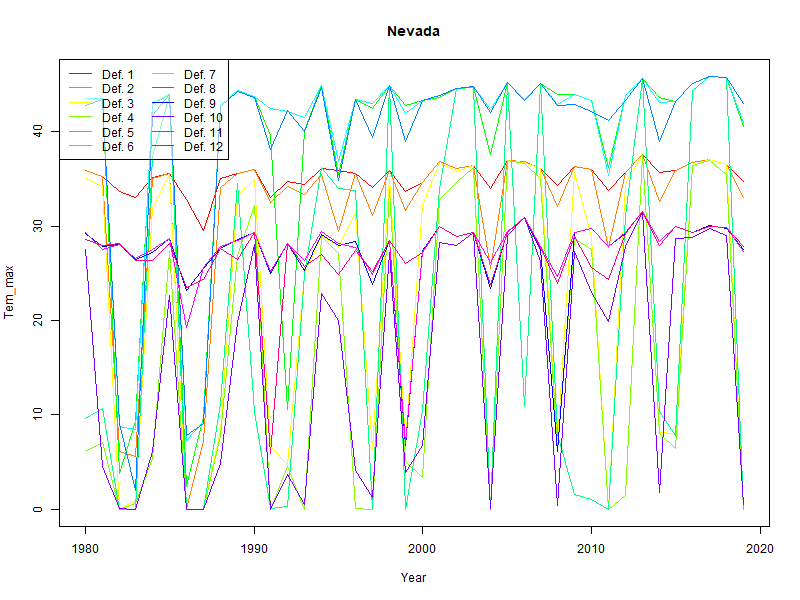 Nevada
Def. 1 Def. 7
Def. 2 Def. 8
Def. 3 Def. 9
Def. 4 Def. 10
Def. 5 Def. 11
Def. 6 Def. 12
Tem_max
40
30
20
10
0
1980 1990 2000 2010 2020
Year